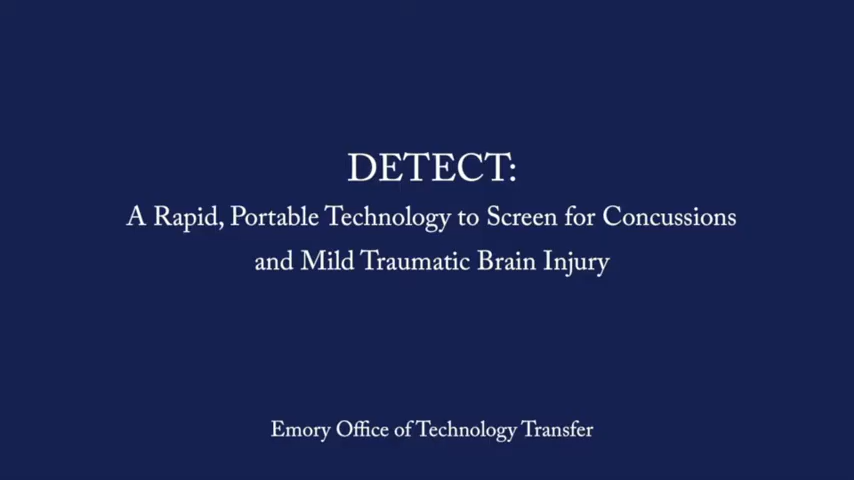 DETECT:
A Rapid, Portable Technology to Screen for Concussions
and Mild Traumatic Brain Injury
Emory Office of Technology Transfer